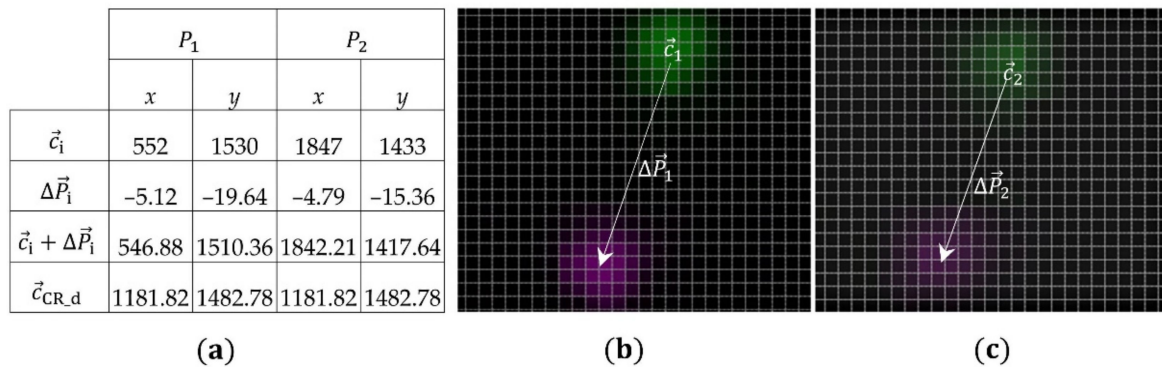 P₁ P₂
x y x y
c⃗ᵢ 552 1530 1847 1433
ΔP⃗ᵢ –5.12 –19.64 –4.79 –15.36
c⃗ᵢ + ΔP⃗ᵢ 546.88 1510.36 1842.21 1417.64
c⃗CR_d 1181.82 1482.78 1181.82 1482.78
(a)
c⃗₁
ΔP⃗₁
(b)
c⃗₂
ΔP⃗₂
(c)